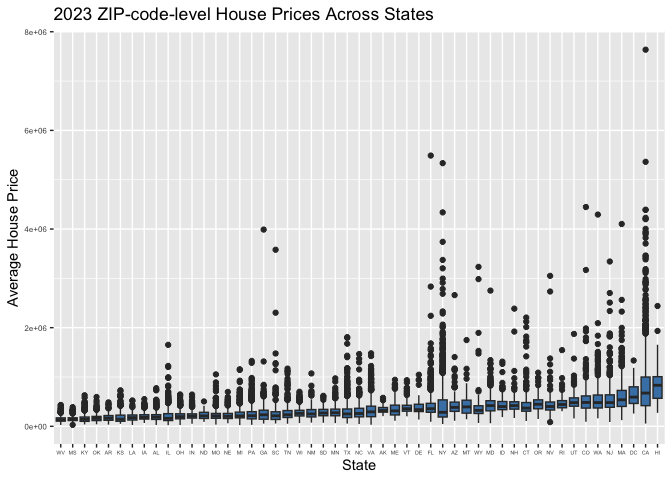 2023 ZIP-code-level House Prices Across States
8e+06
6e+06
4e+06
2e+06
0e+00
Average House Price
WV MS KY OK AR KS LA IA AL IL OH IN ND MO NE MI PA GA SC TN WI NM SD MN TX NC VA AK ME VT DE FL NY AZ MT WY MD ID NH CT OR NV RI UT CO WA NJ MA DC CA HI
State